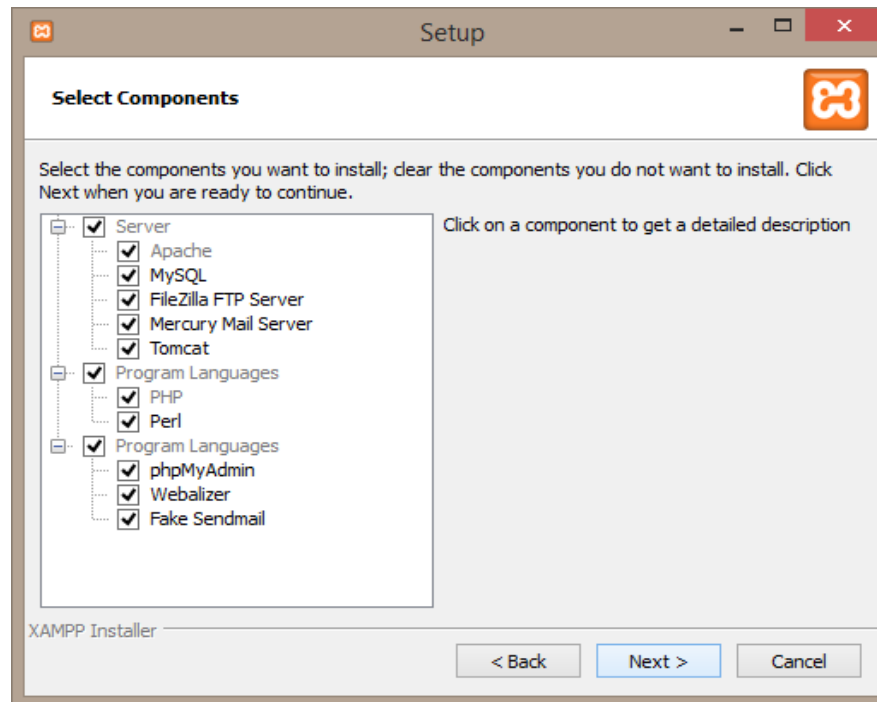 Setup
Select Components
Select the components you want to install; clear the components you do not want to install. Click
Next when you are ready to continue.
Server
Apache
MySQL
FileZilla FTP Server
Mercury Mail Server
Tomcat
Program Languages
PHP
Perl
Program Languages
phpMyAdmin
Webalizer
Fake Sendmail
Click on a component to get a detailed description
XAMPP Installer
< Back
Next >
Cancel